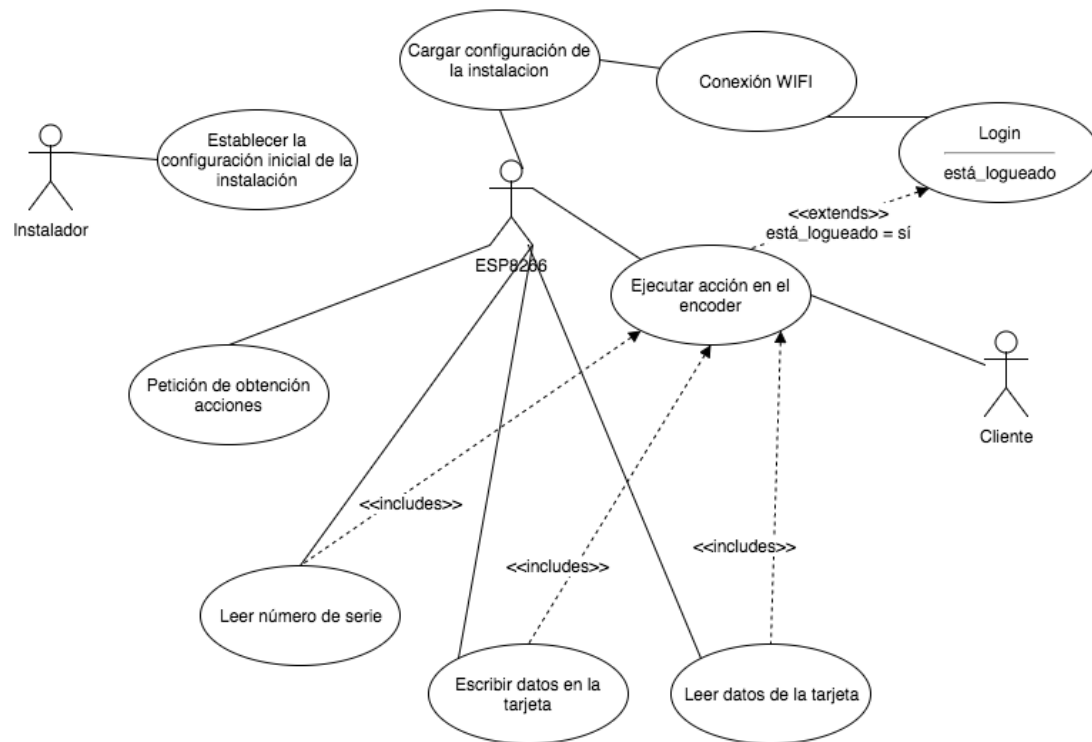 Cargar configuración de
la instalacion
Conexión WIFI
Login
está_logueado
Establecer la
configuración inicial de la
instalación
Instalador
<<extends>>
está_logueado = sí
ESP8266
Ejecutar acción en el
encoder
Petición de obtención
acciones
Cliente
<<includes>>
<<includes>>
<<includes>>
Leer número de serie
Escribir datos en la
tarjeta
Leer datos de la tarjeta